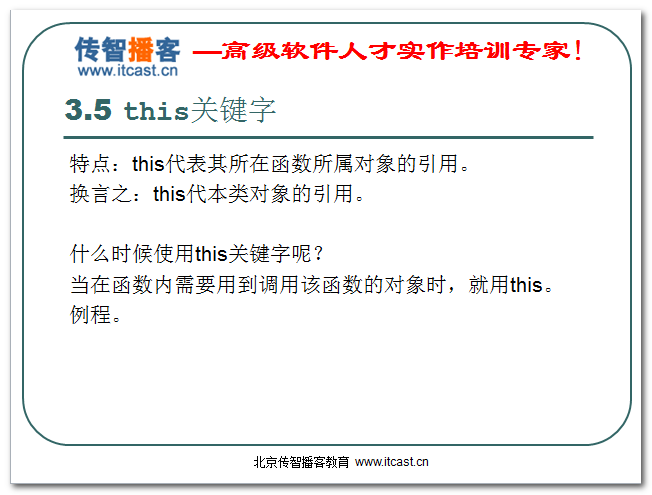 传智播客 —高级软件人才实作培训专家!
www.itcast.cn
3.5 this关键字
特点：this代表其所在函数所属对象的引用。
换言之：this代本类对象的引用。
什么时候使用this关键字呢？
当在函数内需要用到调用该函数的对象时，就用this。
例程。
北京传智播客教育 www.itcast.cn